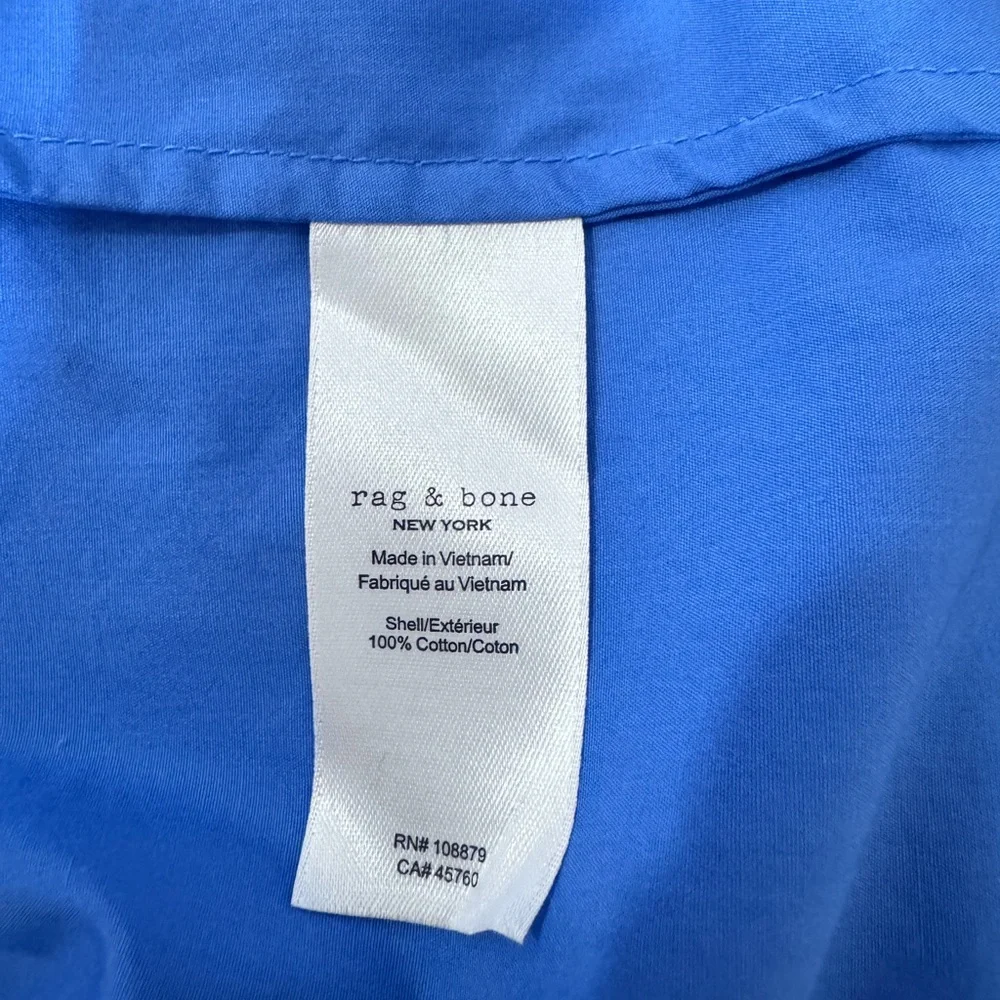 rag & bone
NEW YORK
Made in Vietnam/
Fabriqué au Vietnam
Shell/Extérieur
100% Cotton/Coton
RN# 108879
CA# 45760